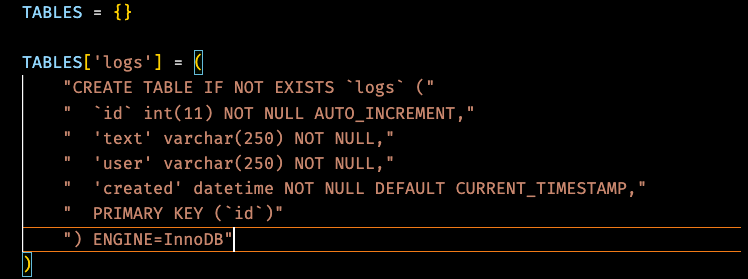 TABLES = {}
TABLES['logs'] = (
"CREATE TABLE IF NOT EXISTS `logs` ("
"  `id` int(11) NOT NULL AUTO_INCREMENT,"
"  'text' varchar(250) NOT NULL,"
"  'user' varchar(250) NOT NULL,"
"  'created' datetime NOT NULL DEFAULT CURRENT_TIMESTAMP,"
"  PRIMARY KEY (`id`)"
") ENGINE=InnoDB"
)